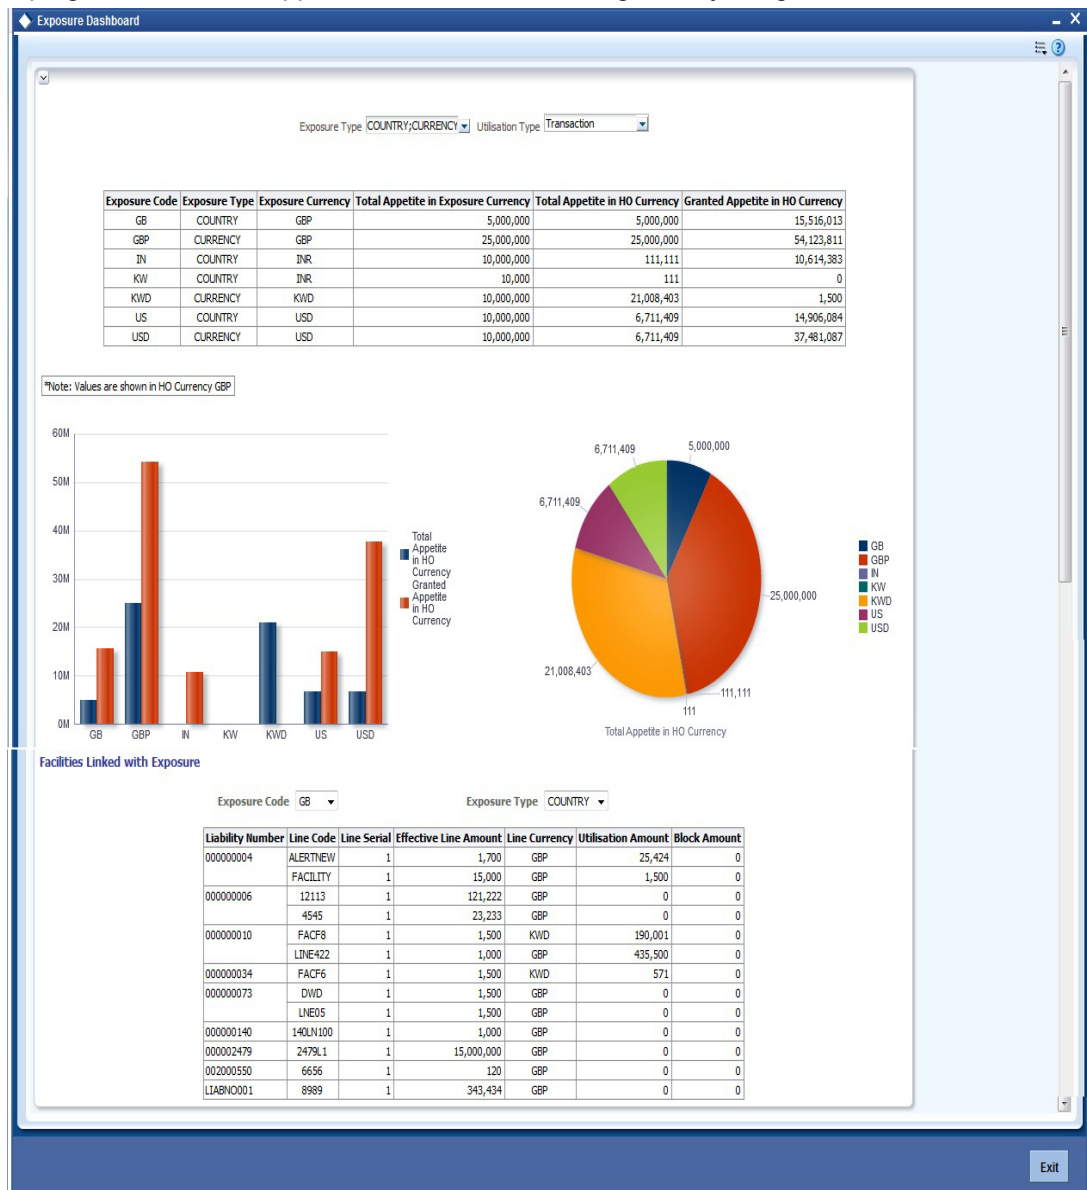 Exposure Dashboard
Exposure Type COUNTRY;CURRENCY Utilisation Type Transaction
Exposure Code Exposure Type Exposure Currency Total Appetite in Exposure Currency Total Appetite in HO Currency Granted Appetite in HO Currency
GB COUNTRY GBP 5,000,000 5,000,000 15,516,013
GBP CURRENCY GBP 25,000,000 25,000,000 54,123,811
IN COUNTRY INR 10,000,000 111,111 10,614,383
KW COUNTRY INR 10,000 111 0
KWD CURRENCY KWD 10,000,000 21,008,403 1,500
US COUNTRY USD 10,000,000 6,711,409 14,906,084
USD CURRENCY USD 10,000,000 6,711,409 37,481,087
*Note: Values are shown in HO Currency GBP
60M
50M
40M
30M
20M
10M
0M
GB GBP IN KW KWD US USD
Total
Appetite
in HO
Currency
Granted
Appetite
in HO
Currency
6,711,409 5,000,000
6,711,409
25,000,000
21,008,403
111,111
111
Total Appetite in HO Currency
GB
GBP
IN
KW
KWD
US
USD
Facilities Linked with Exposure
Exposure Code GB Exposure Type COUNTRY
Liability Number Line Code Line Serial Effective Line Amount Line Currency Utilisation Amount Block Amount
000000004 ALERTNEW 1 1,700 GBP 25,424 0
FACILITY 1 15,000 GBP 1,500 0
000000006 12113 1 121,222 GBP 0 0
4545 1 23,233 GBP 0 0
000000010 FACF8 1 1,500 KWD 190,001 0
LINE422 1 1,000 GBP 435,500 0
000000034 FACF6 1 1,500 KWD 571 0
000000073 DWD 1 1,500 GBP 0 0
LNE05 1 1,500 GBP 0 0
000000140 140LN100 1 1,000 GBP 0 0
000002479 2479L1 1 15,000,000 GBP 0 0
002000550 6656 1 120 GBP 0 0
LIABNO001 8989 1 343,434 GBP 0 0
Exit